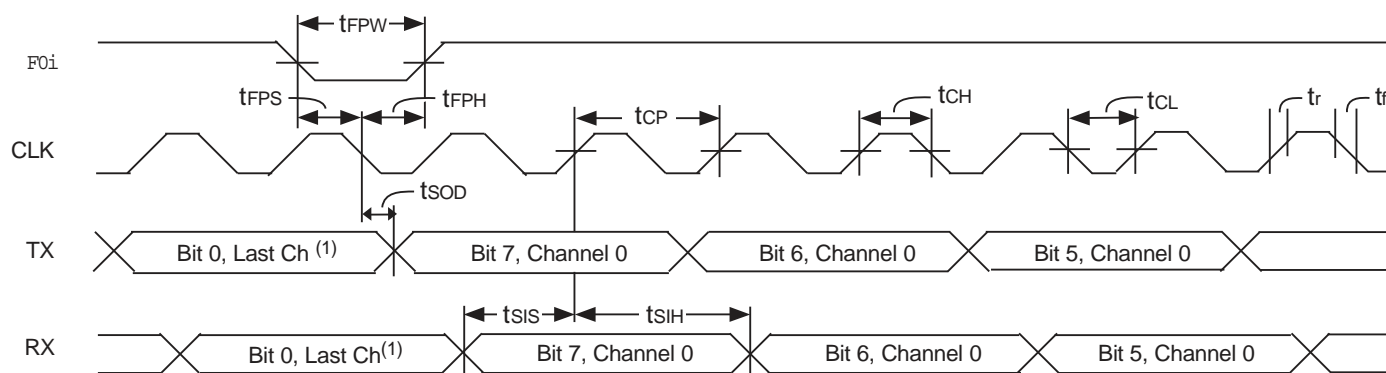 tFPW
F0i
tFPS
tFPH
tCP
tCH
tCL
tr
tf
CLK
tSOD
TX
Bit 0, Last Ch (1)
Bit 7, Channel 0
Bit 6, Channel 0
Bit 5, Channel 0
tSIS
tSIH
RX
Bit 0, Last Ch(1)
Bit 7, Channel 0
Bit 6, Channel 0
Bit 5, Channel 0